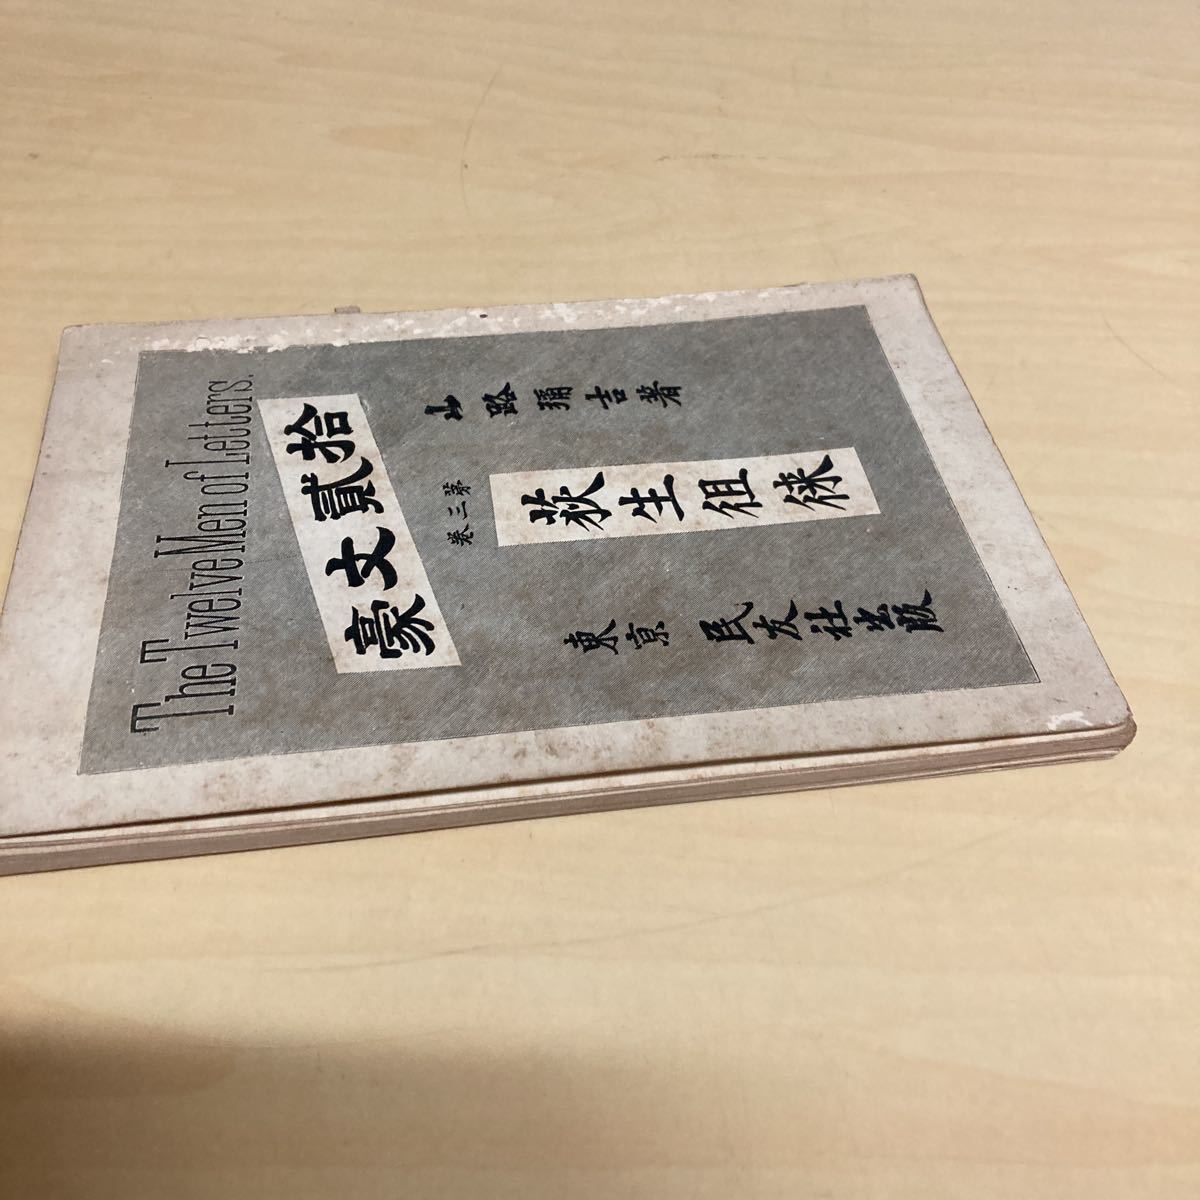 The Twelve Men of Letters.
拾貳文豪
第三卷
山路彌吉著
荻生徂徠
東京 民友社出版